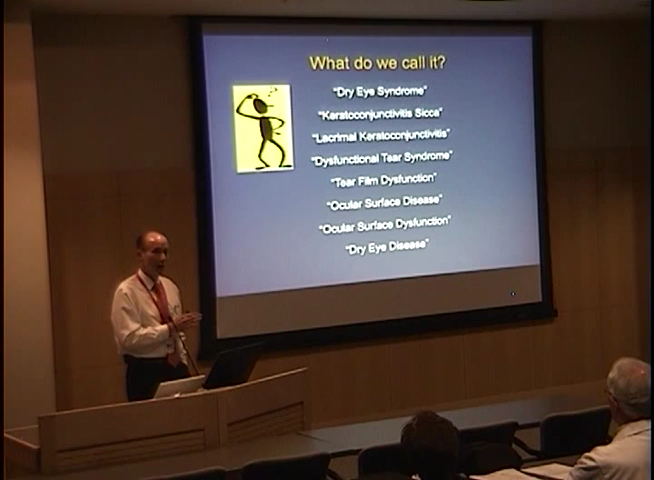 What do we call it?
"Dry Eye Syndrome"
"Keratoconjunctivitis Sicca"
"Lacrimal Keratoconjunctivitis"
"Dysfunctional Tear Syndrome"
"Tear Film Dysfunction"
"Ocular Surface Disease"
"Ocular Surface Dysfunction"
"Dry Eye Disease"